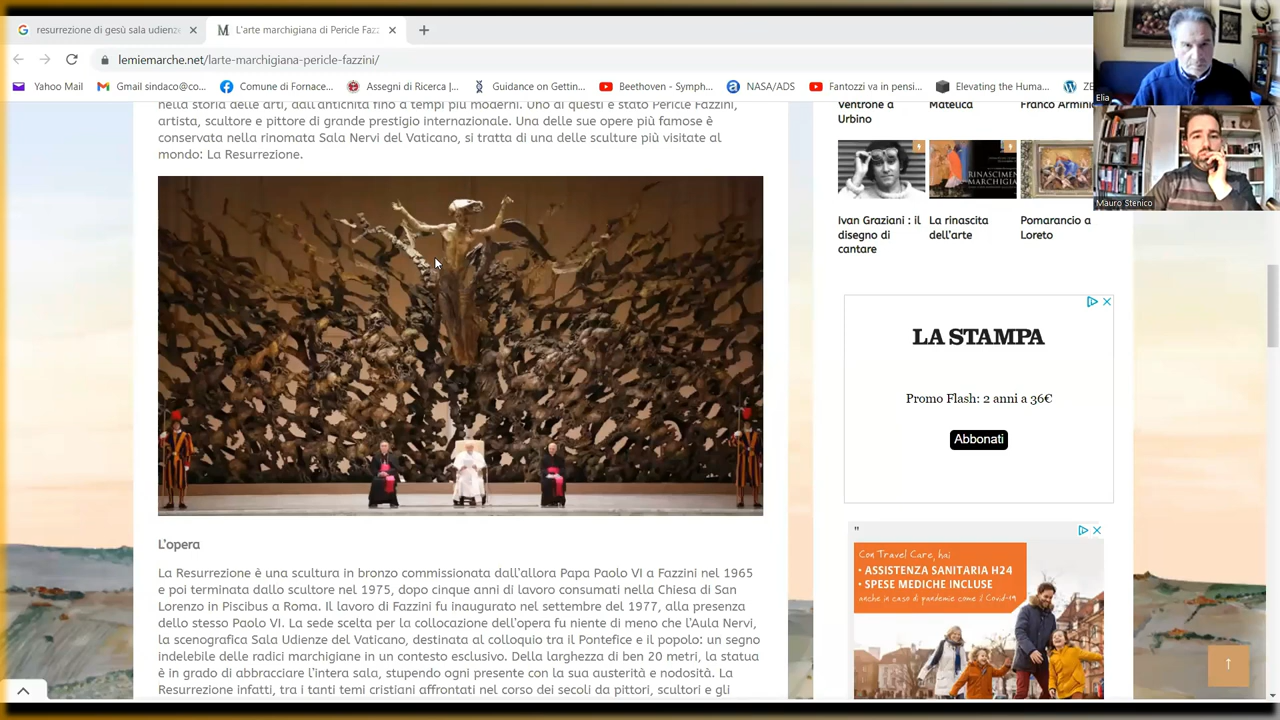 resurrezione di gesù sala udienz
L'arte marchigiana di Pericle Fazz
lemiemarche.net/larte-marchigiana-pericle-fazzini/
Yahoo Mail
Gmail sindaco@co...
Comune di Fornace...
Assegni di Ricerca J...
Guidance on Gettin...
Beethoven - Symph...
NASA/ADS
Fantozzi va in pensi...
Elevating the Huma...
ZE
Elia
Mauro Stenico
nella storia delle arti, dall'antichità fino ai tempi più moderni. Uno di questi è stato Pericle Fazzini,
artista, scultore e pittore di grande prestigio internazionale. Una delle sue opere più famose è
conservata nella rinomata Sala Nervi del Vaticano, si tratta di una delle sculture più visitate al
mondo: La Resurrezione.
L'opera
La Resurrezione è una scultura in bronzo commissionata dall'allora Papa Paolo VI a Fazzini nel 1965
e poi terminata dallo scultore nel 1975, dopo cinque anni di lavoro consumati nella Chiesa di San
Lorenzo in Piscibus a Roma. Il lavoro di Fazzini fu inaugurato nel settembre del 1977, alla presenza
dello stesso Paolo VI. La sede scelta per la collocazione dell'opera fu niente di meno che l'Aula Nervi,
la scenografica Sala Udienze del Vaticano, destinata al colloquio tra il Pontefice e il popolo: un segno
indelebile delle radici marchigiane in un contesto esclusivo. Della larghezza di ben 20 metri, la statua
è in grado di abbracciare l'intera sala, stupendo ogni presente con la sua austerità e nodosità. La
Resurrezione infatti, tra i tanti temi cristiani affrontati nel corso dei secoli da pittori, scultori e gli
Ventrone a
Urbino
Matelica
Franco Armini
RINASCIMEN
MARCHIGIA
Ivan Graziani : il
disegno di
cantare
La rinascita
dell'arte
Pomarancio a
Loreto
LA STAMPA
Promo Flash: 2 anni a 36€
Abbonati
"
Con Travel Care, hai
• ASSISTENZA SANITARIA H24
• SPESE MEDICHE INCLUSE
anche in caso di pandemie come il Covid-19